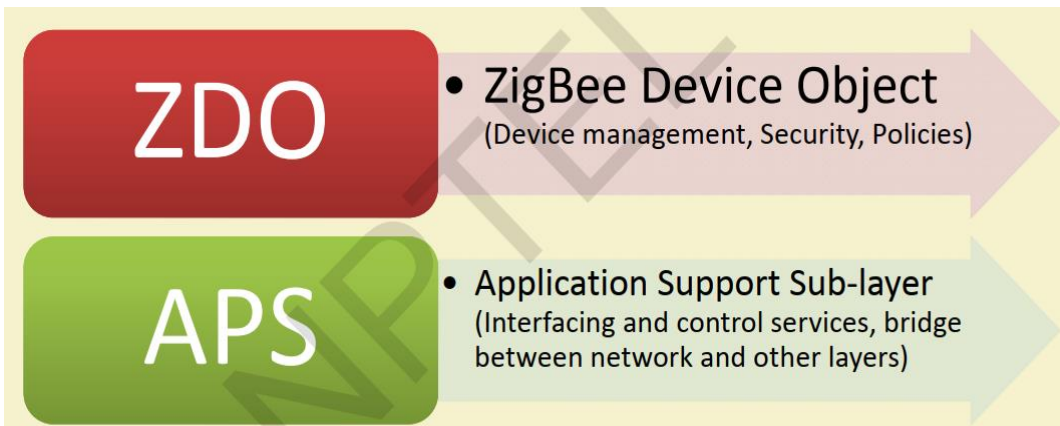 ZDO
• ZigBee Device Object
(Device management, Security, Policies)
APS
• Application Support Sub-layer
(Interfacing and control services, bridge
between network and other layers)
NPTEL